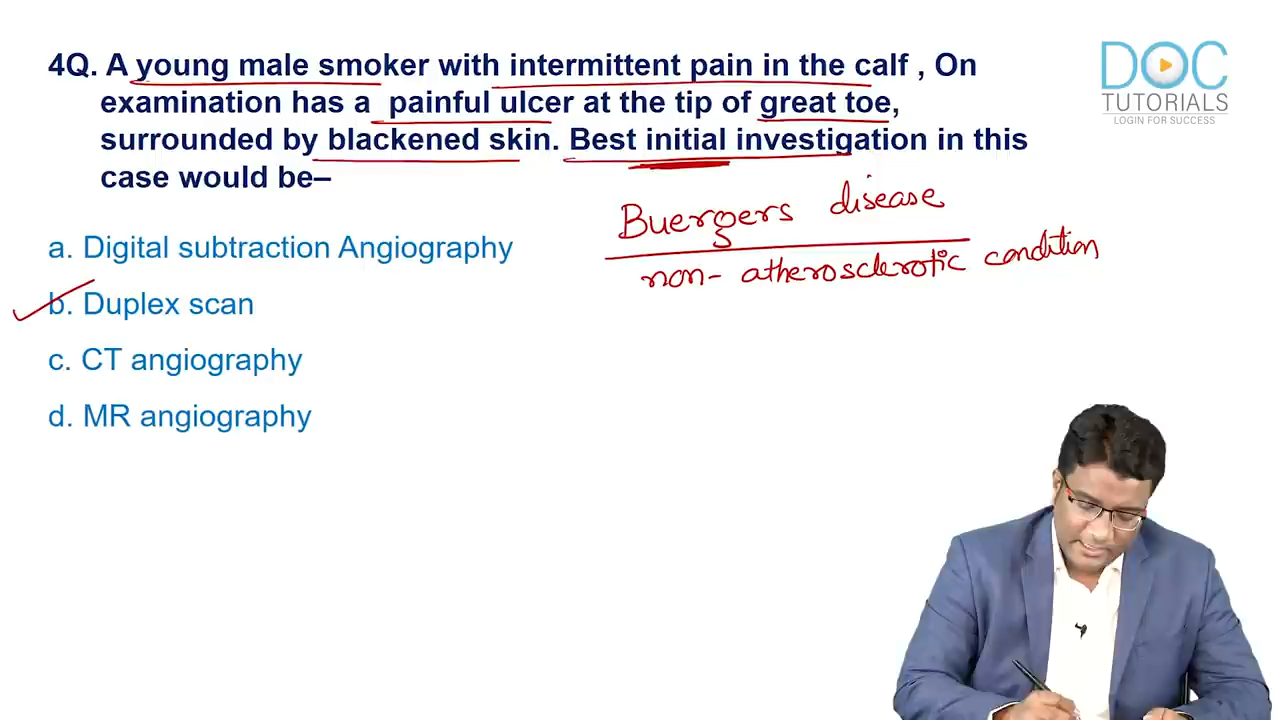 4Q. A young male smoker with intermittent pain in the calf , On
examination has a painful ulcer at the tip of great toe,
surrounded by blackened skin. Best initial investigation in this
case would be–
a. Digital subtraction Angiography
b. Duplex scan
c. CT angiography
d. MR angiography
Buergers disease
non- atherosclerotic condition
DOC
TUTORIALS
LOGIN FOR SUCCESS